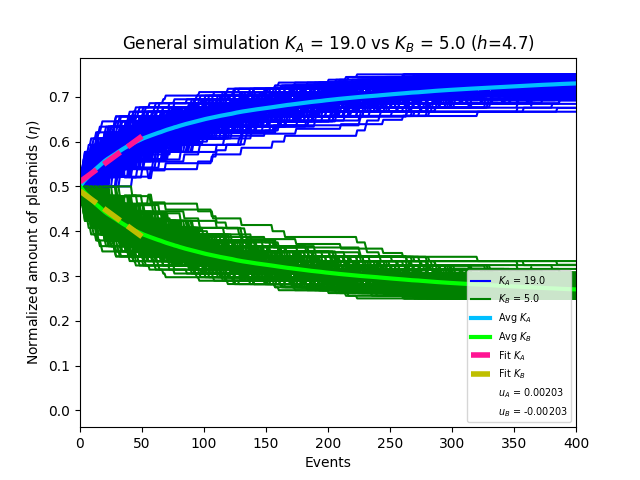 General simulation K_A = 19.0 vs K_B = 5.0 (h=4.7)
Normalized amount of plasmids (η)
0.7
0.6
0.5
0.4
0.3
0.2
0.1
0.0
K_A = 19.0
K_B = 5.0
Avg K_A
Avg K_B
Fit K_A
Fit K_B
u_A = 0.00203
u_B = -0.00203
0 50 100 150 200 250 300 350 400
Events